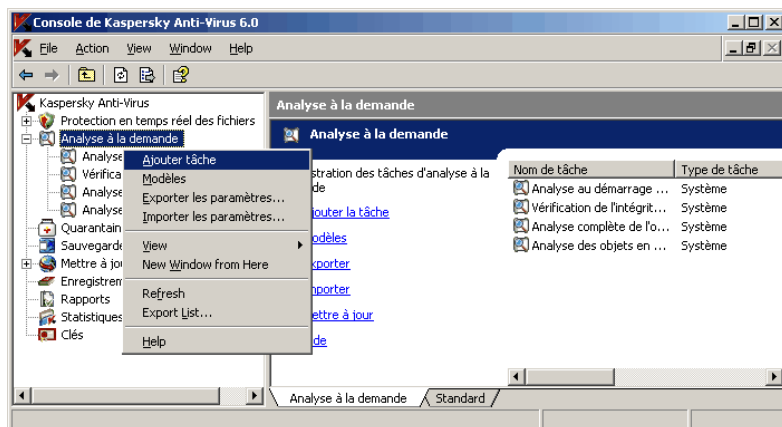 Console de Kaspersky Anti-Virus 6.0
File Action View Window Help
Kaspersky Anti-Virus
Protection en temps réel des fichiers
Analyse à la demande
Analyse
Vérifica
Analyse
Analyse
Quarantain
Sauvegarde
Mettre à jou
Enregistrem
Rapports
Statistiques
Clés
Ajouter tâche
Modèles
Exporter les paramètres...
Importer les paramètres...
View
New Window from Here
Refresh
Export List...
Help
Analyse à la demande
Analyse à la demande
stration des tâches d'analyse à la
de
jouter la tâche
odèles
xporter
mporter
ettre à jour
de
Nom de tâche Type de tâche
Analyse au démarrage ... Système
Vérification de l'intégrit... Système
Analyse complète de l'o... Système
Analyse des objets en ... Système
Analyse à la demande Standard